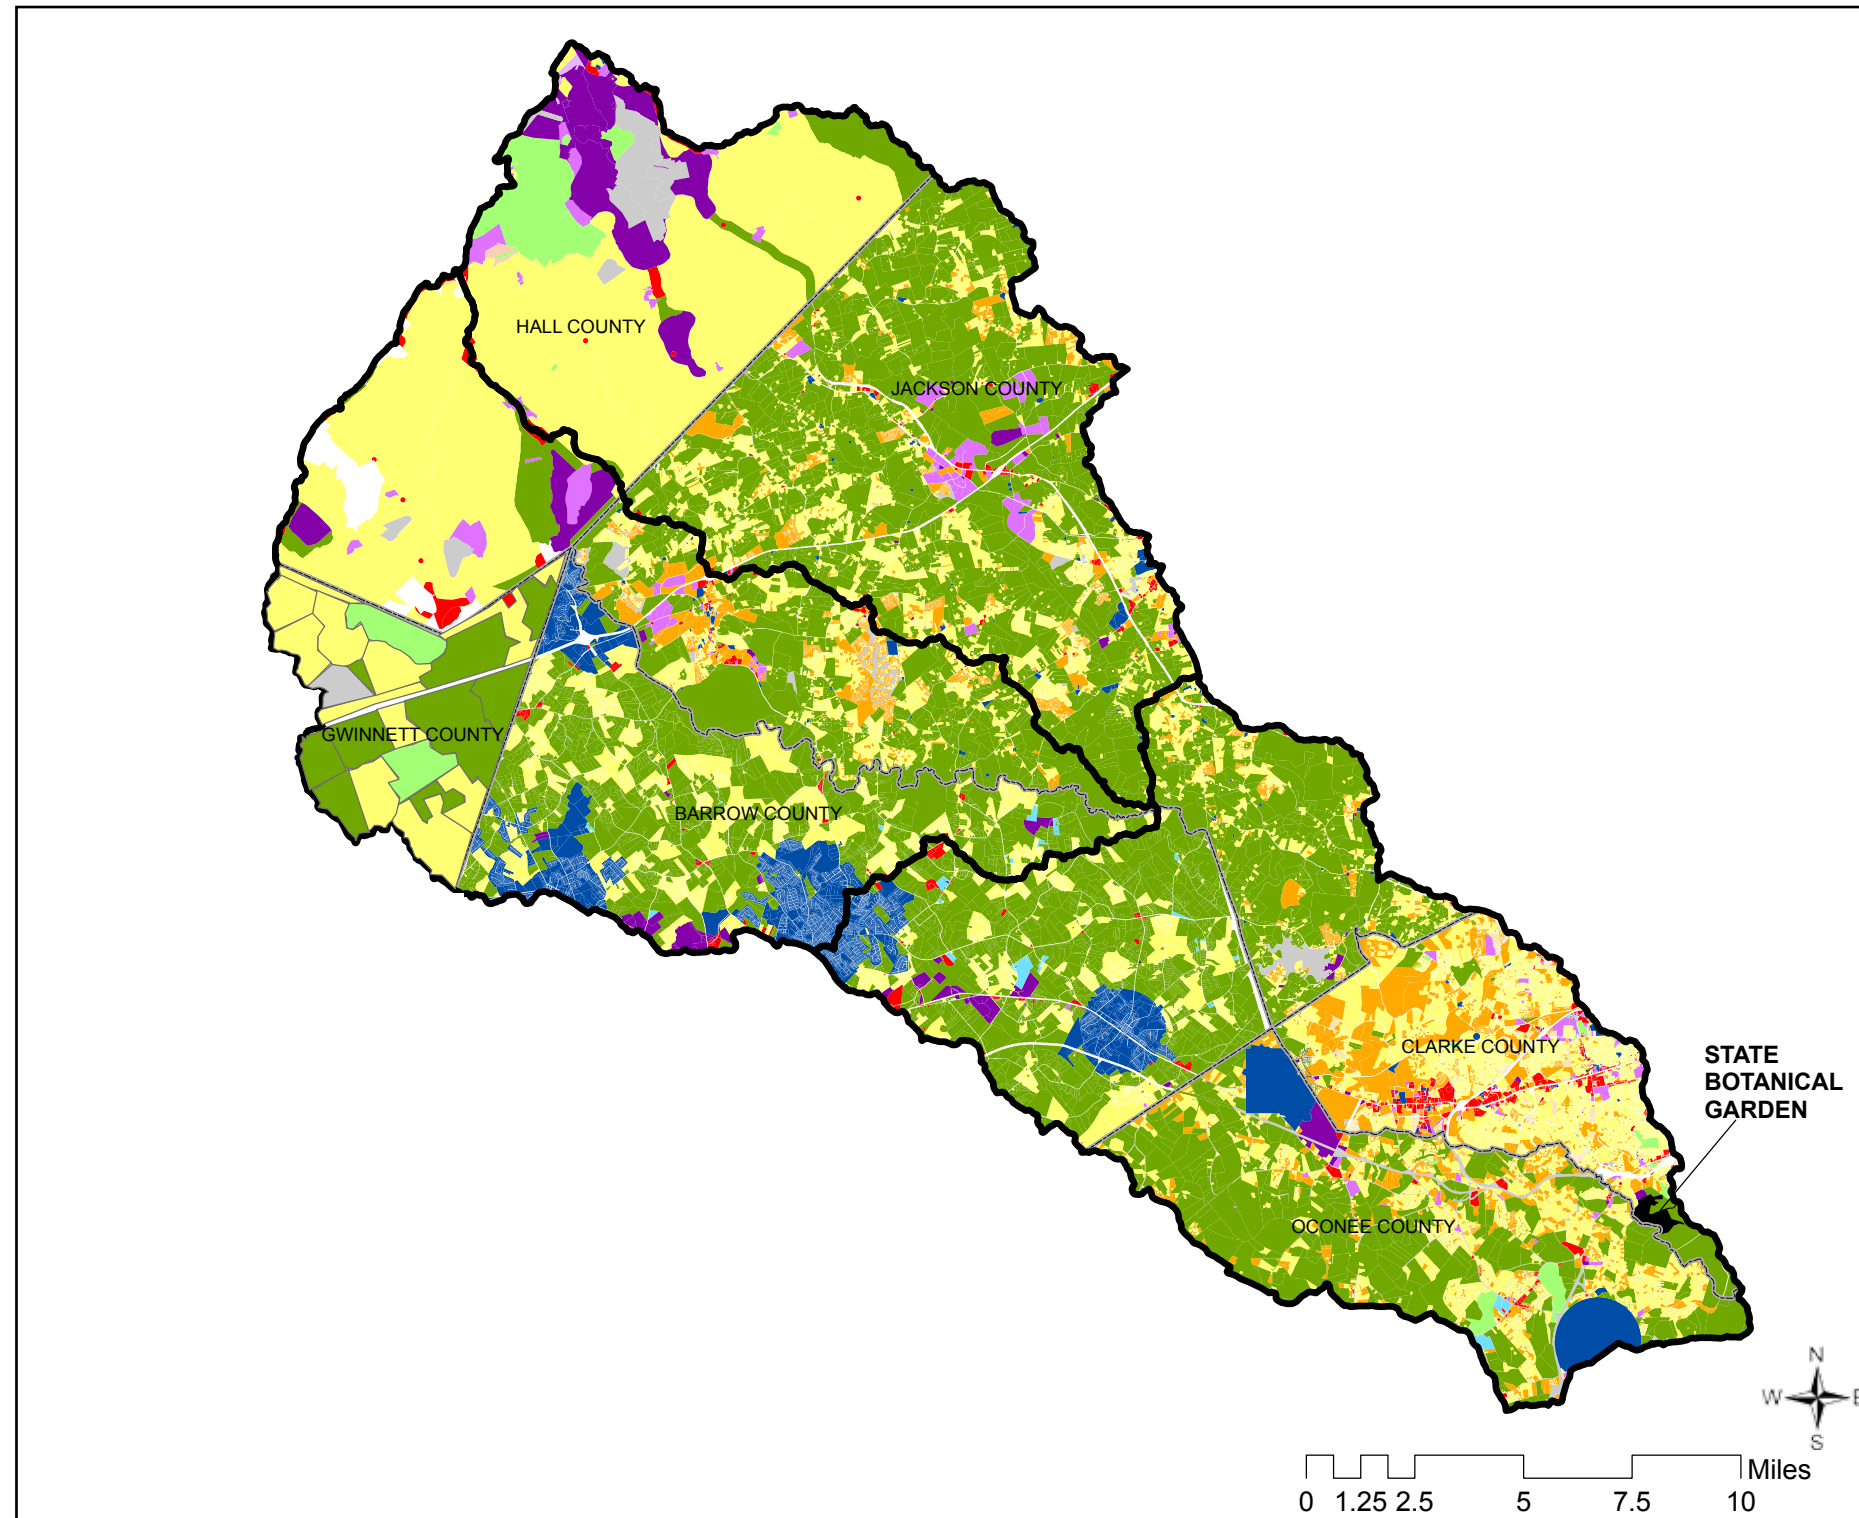 HALL COUNTY
JACKSON COUNTY
GWINNETT COUNTY
BARROW COUNTY
CLARKE COUNTY
STATE
BOTANICAL
GARDEN
OCONEE COUNTY
N
W E
S
Miles
0 1.25 2.5 5 7.5 10